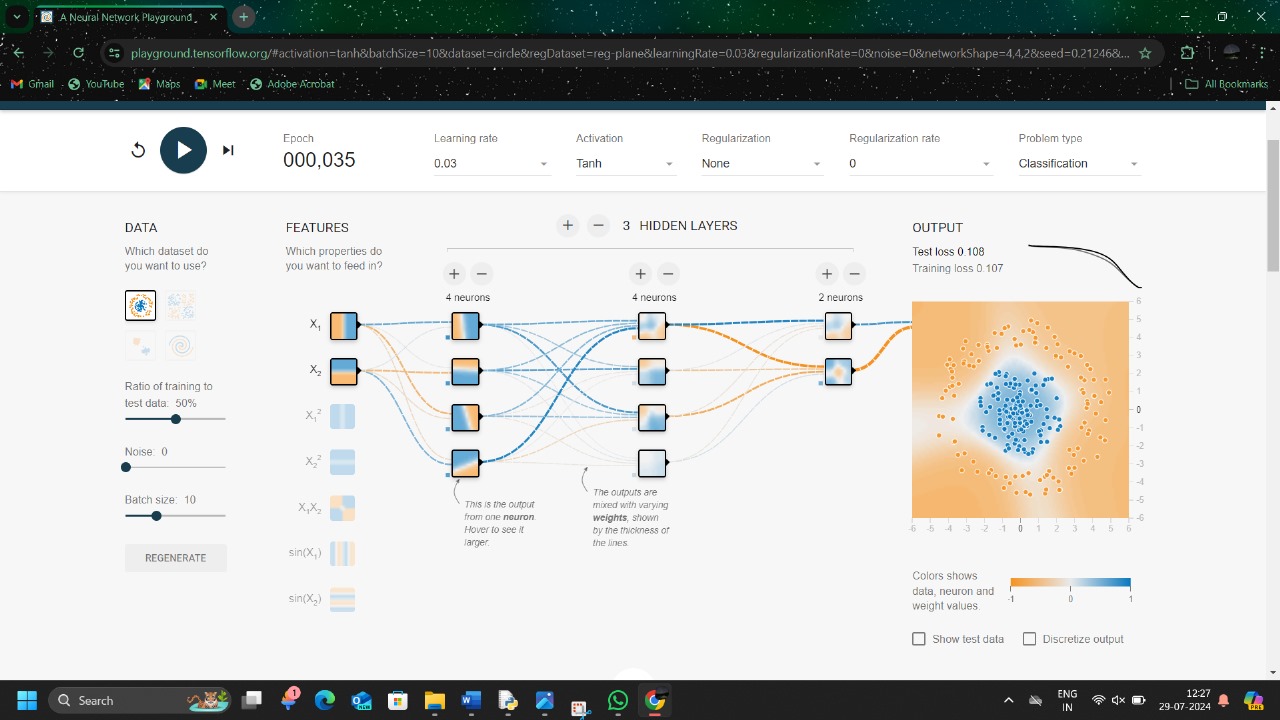 A Neural Network Playground
playground.tensorflow.org/#activation=tanh&batchSize=10&dataset=circle&regDataset=reg-plane&learningRate=0.03&regularizationRate=0&noise=0&networkShape=4,4,2&seed=0.21246&...
Gmail YouTube Maps Meet Adobe Acrobat All Bookmarks
Epoch Learning rate Activation Regularization Regularization rate Problem type
000,035 0.03 Tanh None 0 Classification
DATA
Which dataset do
you want to use?
Ratio of training to
test data: 50%
Noise: 0
Batch size: 10
REGENERATE
FEATURES
Which properties do
you want to feed in?
X₁
X₂
X₁²
X₂²
X₁X₂
sin(X₁)
sin(X₂)
+ − 3 HIDDEN LAYERS
+ − + − + −
4 neurons 4 neurons 2 neurons
This is the output
from one neuron.
Hover to see it
larger.
The outputs are
mixed with varying
weights, shown
by the thickness of
the lines.
OUTPUT
Test loss 0.108
Training loss 0.107
6
5
4
3
2
1
0
-1
-2
-3
-4
-5
-6
-6 -5 -4 -3 -2 -1 0 1 2 3 4 5 6
Colors shows
data, neuron and
weight values.
-1 0 1
Show test data Discretize output
Search
1
ENG
IN
12:27
29-07-2024
PRE